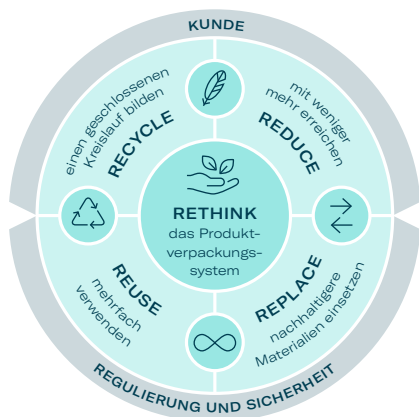 KUNDE
einen geschlossenen
Kreislauf bilden
RECYCLE
mit weniger
mehr erreichen
REDUCE
RETHINK
das Produkt-
verpackungs-
system
REUSE
mehrfach
verwenden
REPLACE
nachhaltigere
Materialien einsetzen
REGULIERUNG UND SICHERHEIT